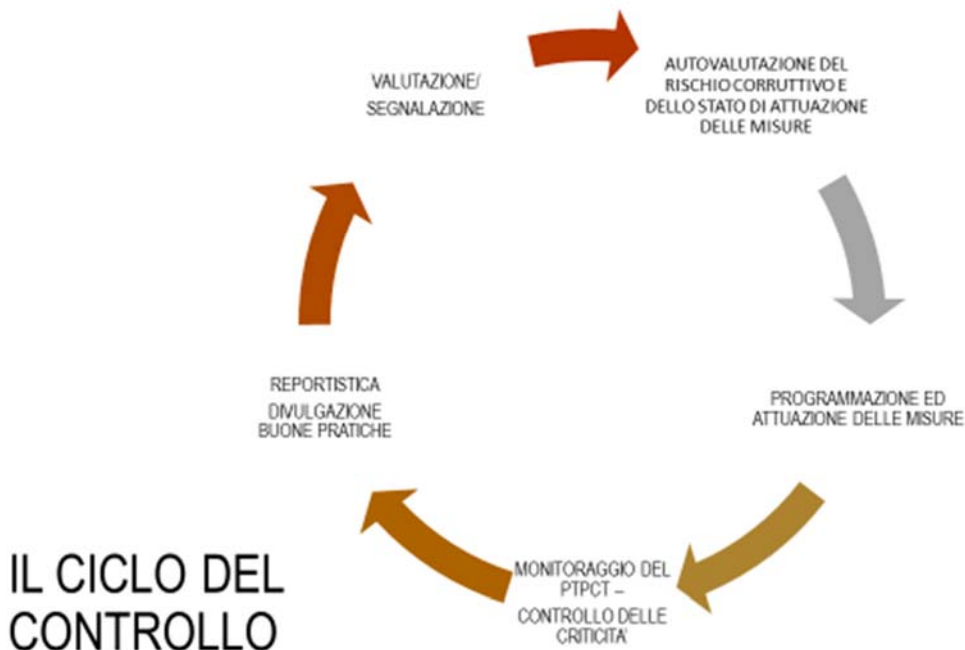 VALUTAZIONE/
SEGNALAZIONE
AUTOVALUTAZIONE DEL
RISCHIO CORRUTTIVO E
DELLO STATO DI ATTUAZIONE
DELLE MISURE
PROGRAMMAZIONE ED
ATTUAZIONE DELLE MISURE
MONITORAGGIO DEL
PTPCT –
CONTROLLO DELLE
CRITICITA'
REPORTISTICA
DIVULGAZIONE
BUONE PRATICHE
IL CICLO DEL
CONTROLLO